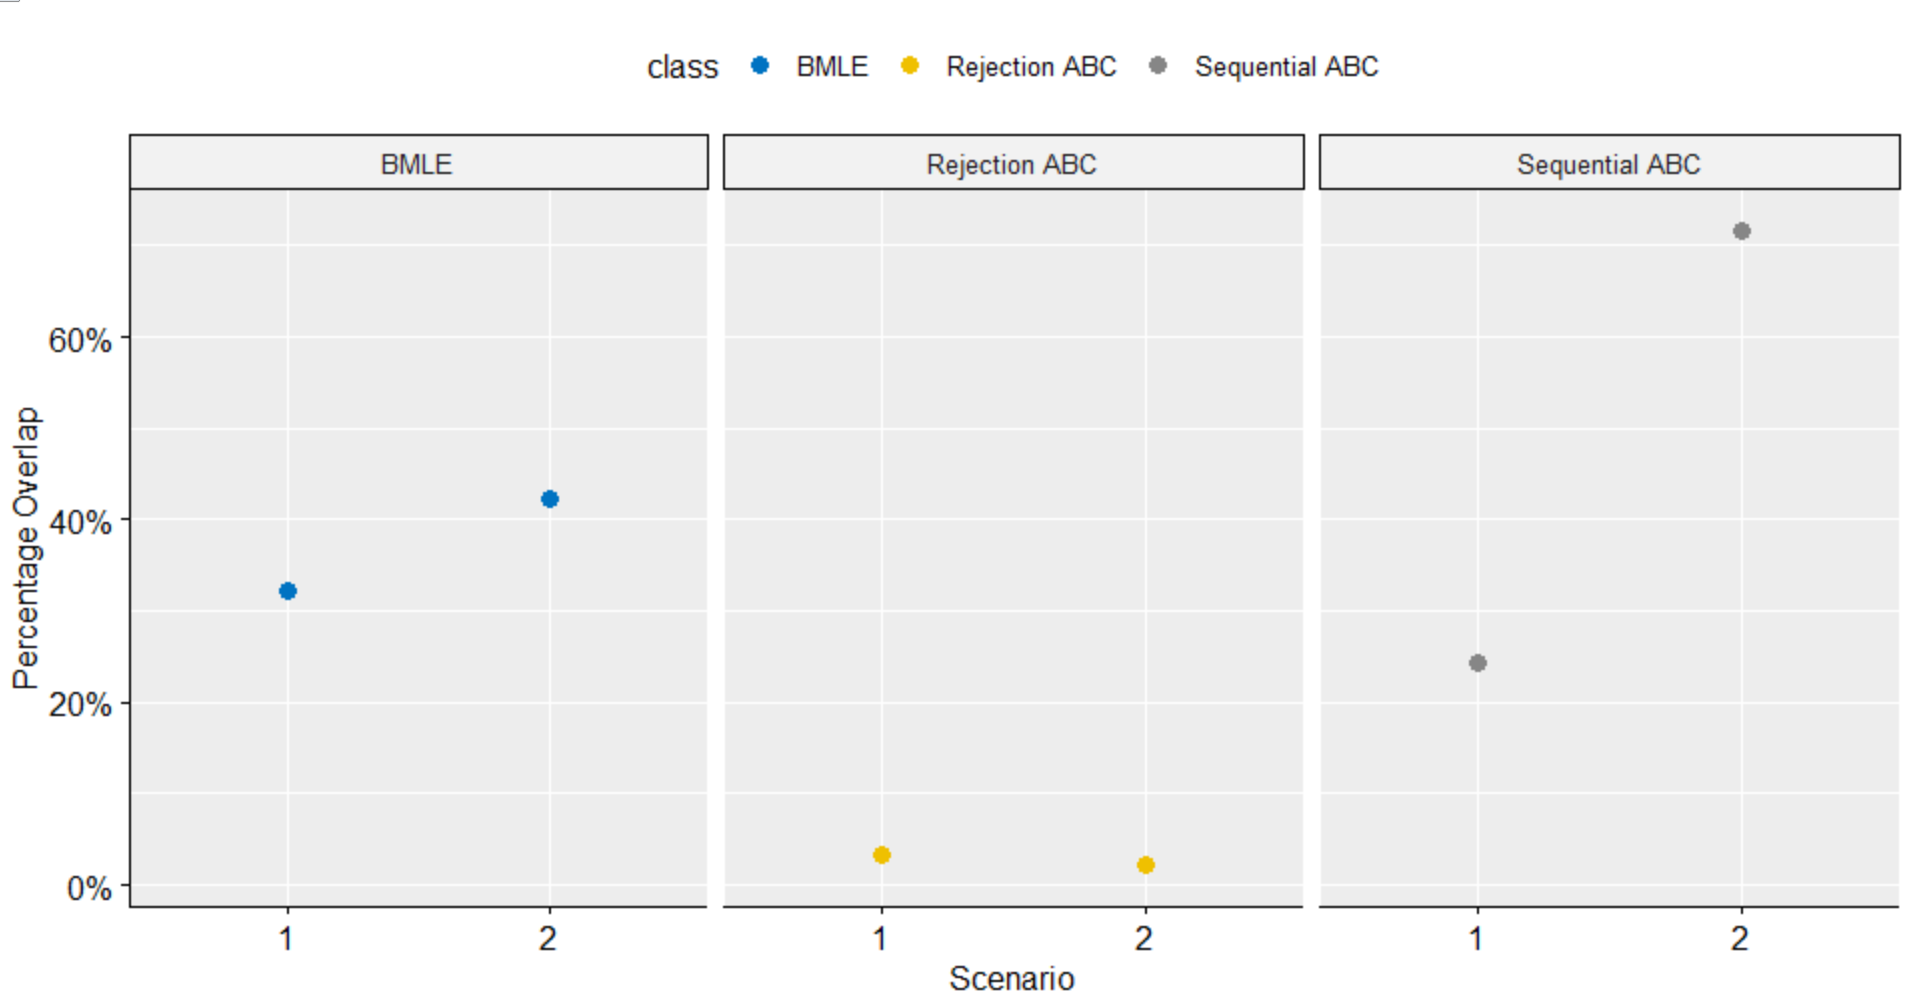 class BMLE Rejection ABC Sequential ABC
BMLE Rejection ABC Sequential ABC
Percentage Overlap
60%
40%
20%
0%
1 2 1 2 1 2
Scenario